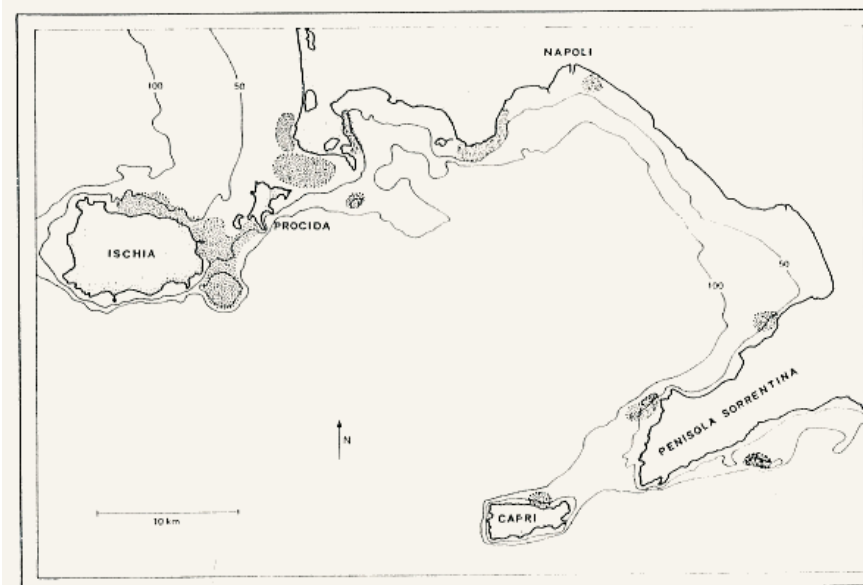 NAPOLI
100
50
PROCIDA
ISCHIA
50
100
PENISOLA SORRENTINA
N
CAPRI
10 km